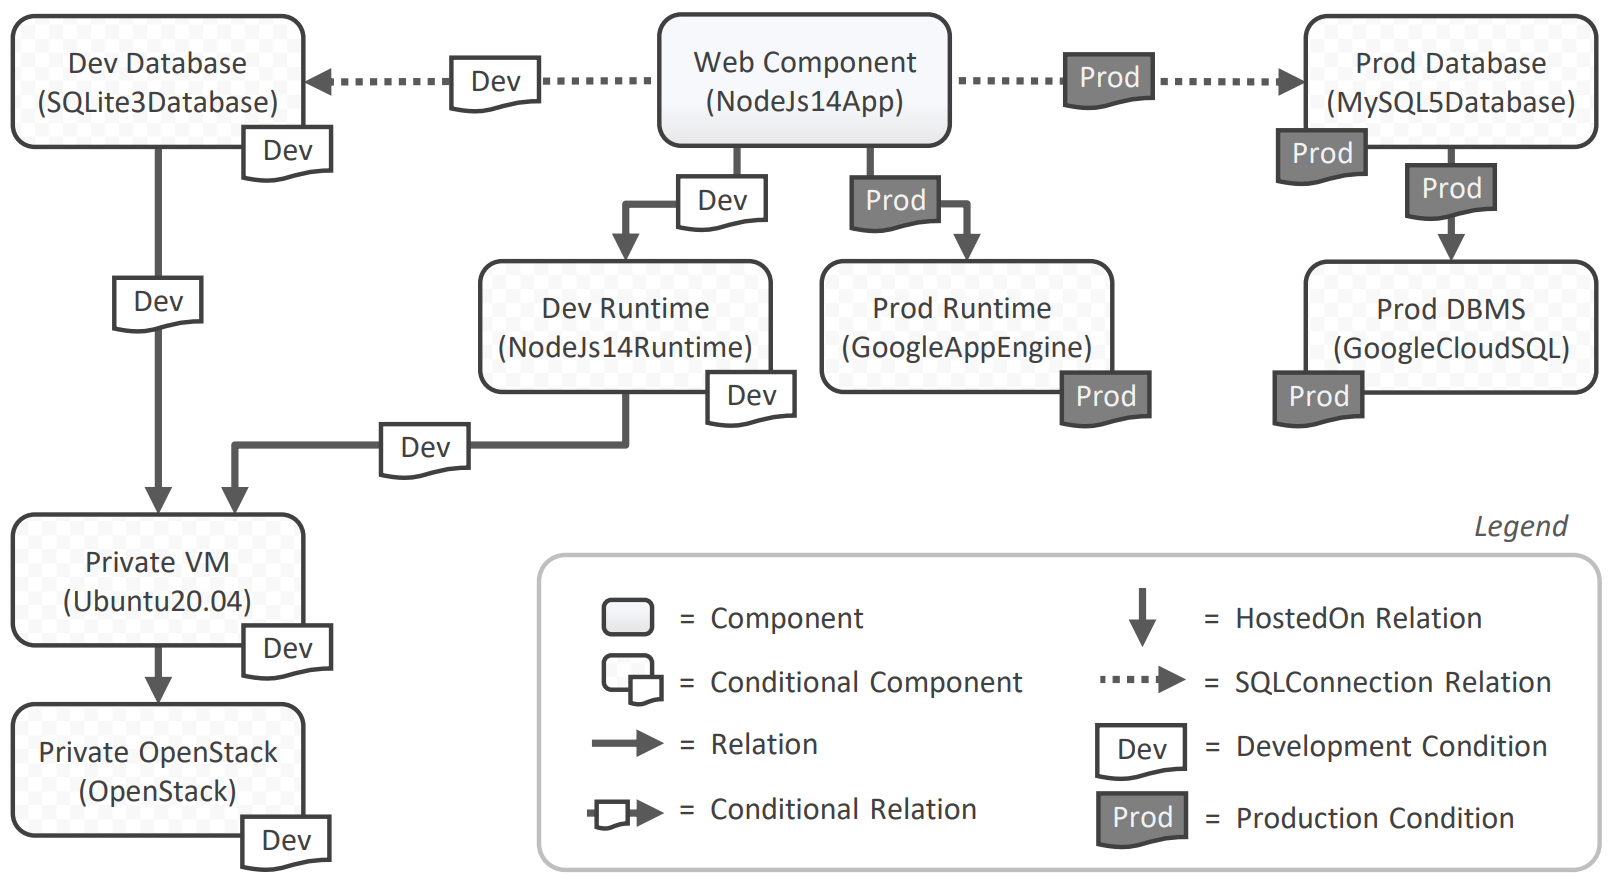 Dev Database
(SQLite3Database)
Dev
Dev
Web Component
(NodeJs14App)
Prod
Prod Database
(MySQL5Database)
Prod
Prod
Dev
Prod
Dev
Dev Runtime
(NodeJs14Runtime)
Dev
Prod Runtime
(GoogleAppEngine)
Prod
Prod DBMS
(GoogleCloudSQL)
Prod
Dev
Private VM
(Ubuntu20.04)
Dev
Private OpenStack
(OpenStack)
Dev
Legend
= Component
= Conditional Component
= Relation
= Conditional Relation
= HostedOn Relation
= SQLConnection Relation
Dev = Development Condition
Prod = Production Condition